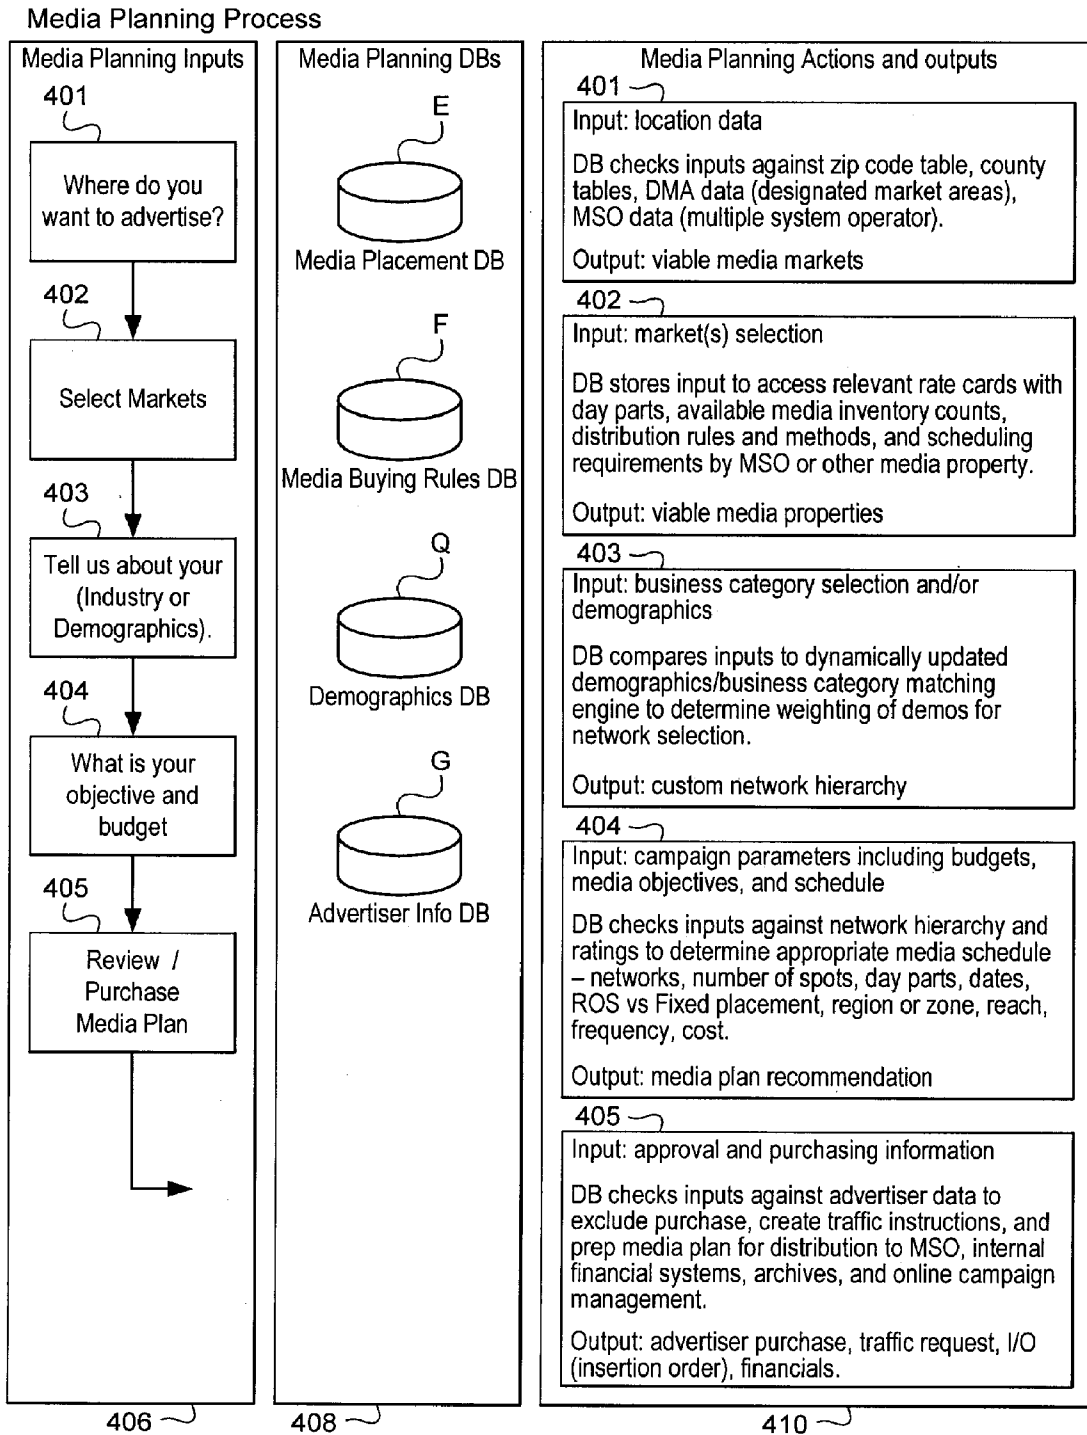 Media Planning Process
Media Planning Inputs
401
Where do you
want to advertise?
402
Select Markets
403
Tell us about your
(Industry or
Demographics).
404
What is your
objective and
budget
405
Review /
Purchase
Media Plan
406
Media Planning DBs
E
Media Placement DB
F
Media Buying Rules DB
Q
Demographics DB
G
Advertiser Info DB
408
Media Planning Actions and outputs
401
Input: location data
DB checks inputs against zip code table, county
tables, DMA data (designated market areas),
MSO data (multiple system operator).
Output: viable media markets
402
Input: market(s) selection
DB stores input to access relevant rate cards with
day parts, available media inventory counts,
distribution rules and methods, and scheduling
requirements by MSO or other media property.
Output: viable media properties
403
Input: business category selection and/or
demographics
DB compares inputs to dynamically updated
demographics/business category matching
engine to determine weighting of demos for
network selection.
Output: custom network hierarchy
404
Input: campaign parameters including budgets,
media objectives, and schedule
DB checks inputs against network hierarchy and
ratings to determine appropriate media schedule
– networks, number of spots, day parts, dates,
ROS vs Fixed placement, region or zone, reach,
frequency, cost.
Output: media plan recommendation
405
Input: approval and purchasing information
DB checks inputs against advertiser data to
exclude purchase, create traffic instructions, and
prep media plan for distribution to MSO, internal
financial systems, archives, and online campaign
management.
Output: advertiser purchase, traffic request, I/O
(insertion order), financials.
410